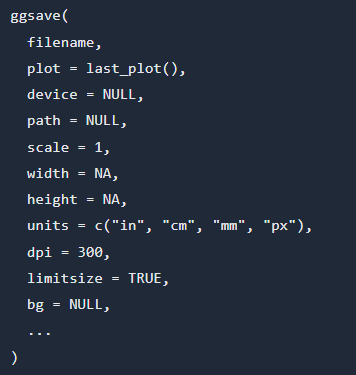 ggsave(
  filename,
  plot = last_plot(),
  device = NULL,
  path = NULL,
  scale = 1,
  width = NA,
  height = NA,
  units = c("in", "cm", "mm", "px"),
  dpi = 300,
  limitsize = TRUE,
  bg = NULL,
  ...
)